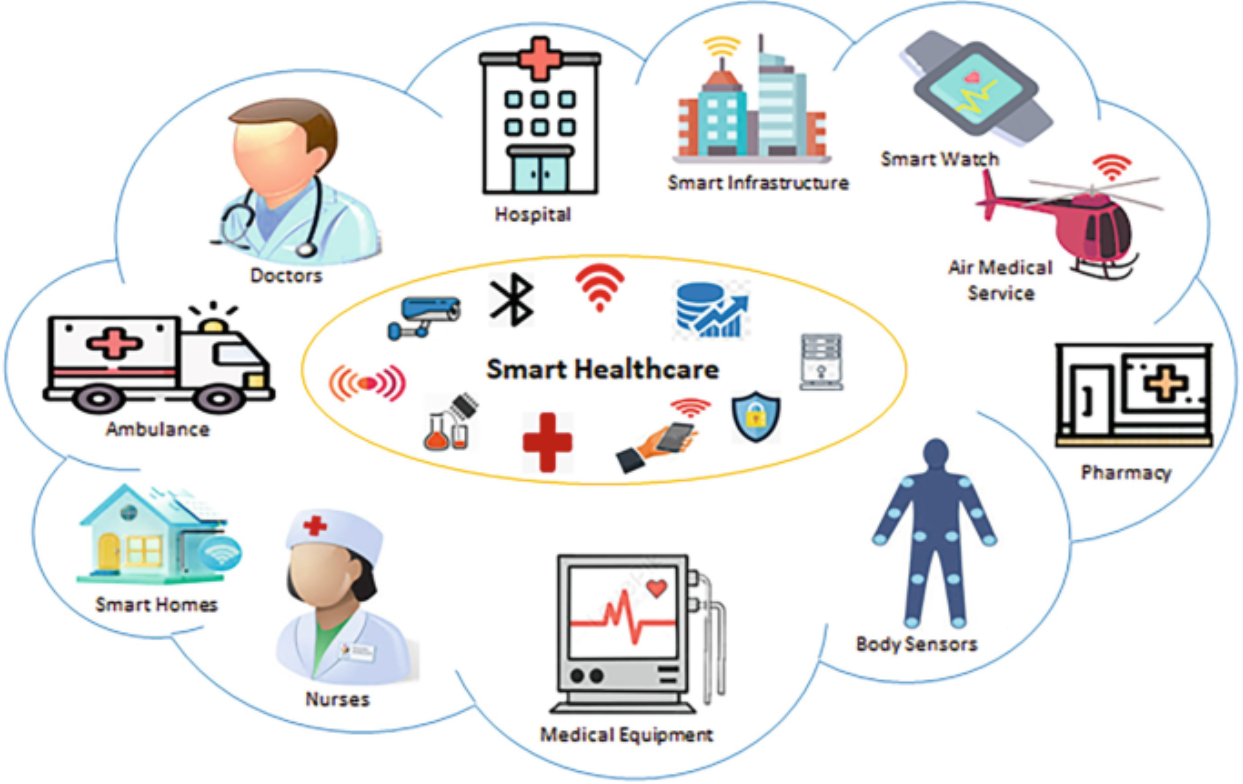 Hospital
Smart Infrastructure
Smart Watch
Doctors
Air Medical
Service
Smart Healthcare
Ambulance
Pharmacy
Smart Homes
Body Sensors
Nurses
Medical Equipment